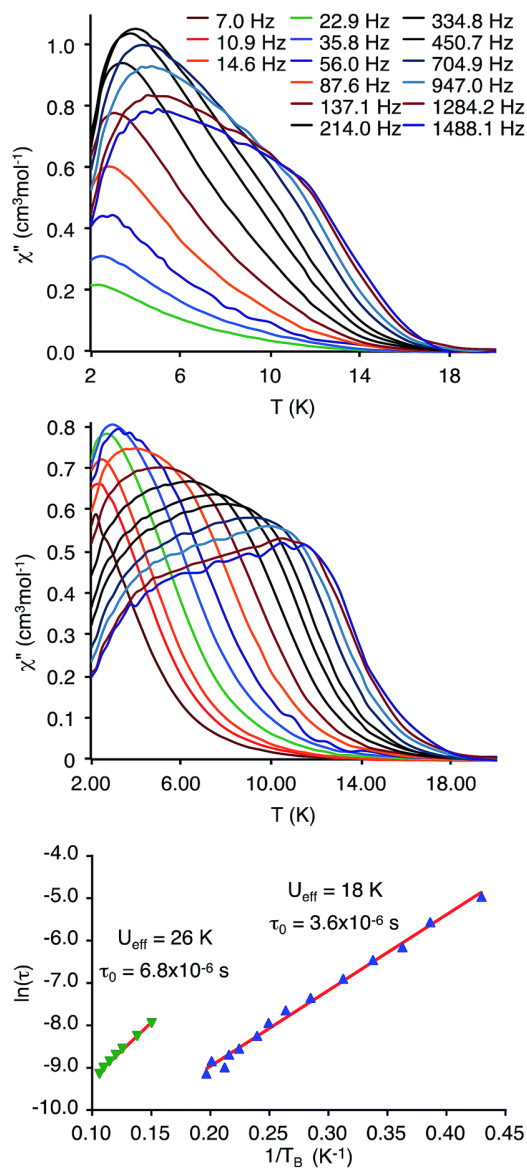 7.0 Hz 22.9 Hz 334.8 Hz
10.9 Hz 35.8 Hz 450.7 Hz
14.6 Hz 56.0 Hz 704.9 Hz
87.6 Hz 947.0 Hz
137.1 Hz 1284.2 Hz
214.0 Hz 1488.1 Hz
χ" (cm³mol⁻¹)
1.0
0.8
0.6
0.4
0.2
0.0
2 6 10 14 18
T (K)
χ" (cm³mol⁻¹)
0.8
0.7
0.6
0.5
0.4
0.3
0.2
0.1
0
2.00 6.00 10.00 14.00 18.00
T (K)
ln(τ)
-4.0
-5.0
-6.0
-7.0
-8.0
-9.0
-10.0
U_eff = 26 K
τ₀ = 6.8x10⁻⁶ s
U_eff = 18 K
τ₀ = 3.6x10⁻⁶ s
0.10 0.15 0.20 0.25 0.30 0.35 0.40 0.45
1/T_B (K⁻¹)